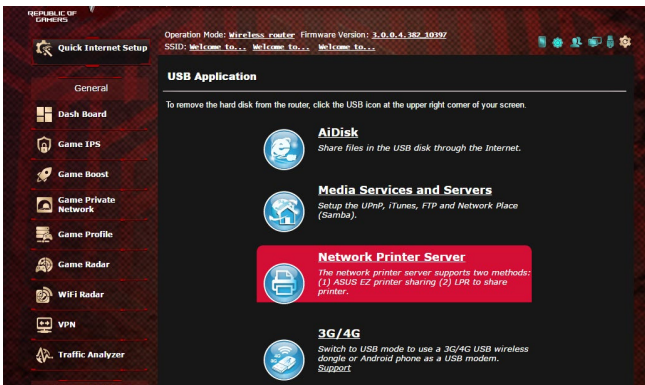 REPUBLIC OF
GAMERS
Operation Mode: Wireless router Firmware Version: 3.0.0.4.382_10397
SSID: Welcome to... Welcome to... Welcome to...
Quick Internet Setup
General
Dash Board
Game IPS
Game Boost
Game Private
Network
Game Profile
Game Radar
WiFi Radar
VPN
Traffic Analyzer
USB Application
To remove the hard disk from the router, click the USB icon at the upper right corner of your screen.
AiDisk
Share files in the USB disk through the Internet.
Media Services and Servers
Setup the UPnP, iTunes, FTP and Network Place
(Samba).
Network Printer Server
The network printer server supports two methods:
(1) ASUS EZ printer sharing (2) LPR to share
printer.
3G/4G
Switch to USB mode to use a 3G/4G USB wireless
dongle or Android phone as a USB modem.
Support